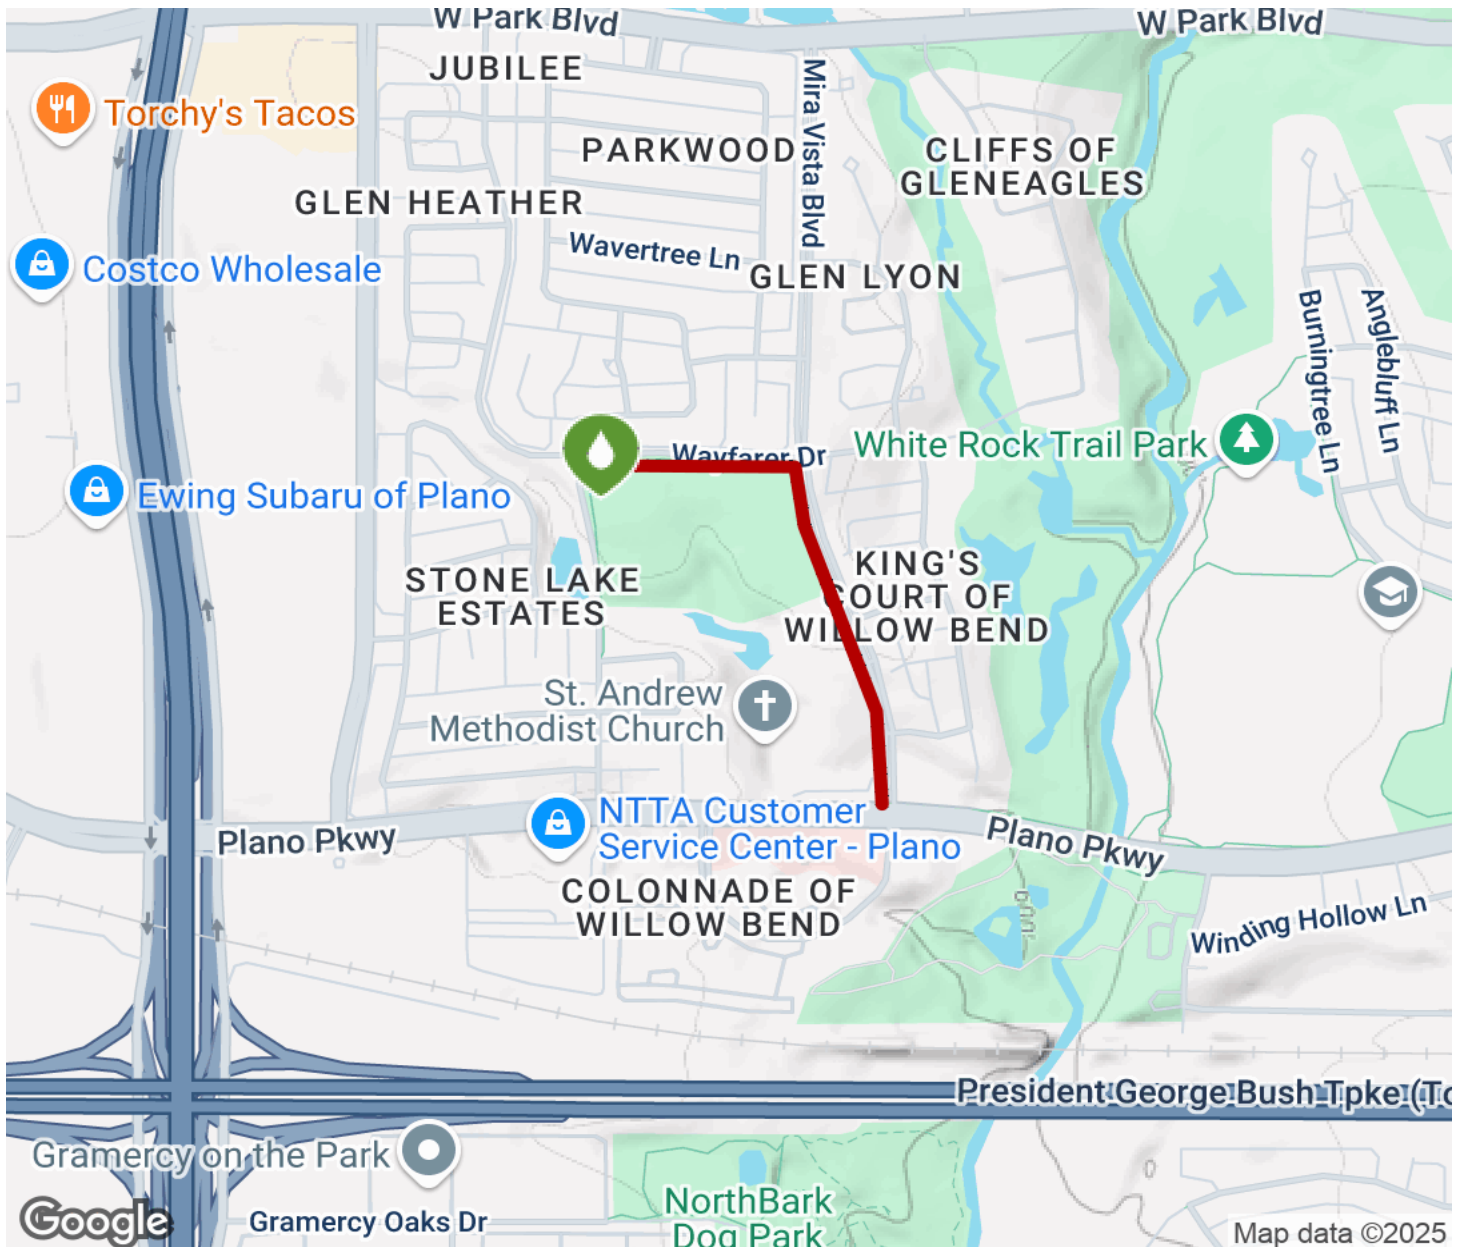 W Park Blvd
W Park Blvd
JUBILEE
Torchy's Tacos
Mira Vista Blvd
PARKWOOD
CLIFFS OF
GLENEAGLES
GLEN HEATHER
Wavertree Ln
Costco Wholesale
GLEN LYON
Burningtree Ln
Anglebluff Ln
Wayfarer Dr
White Rock Trail Park
Ewing Subaru of Plano
STONE LAKE
ESTATES
KING'S
COURT OF
WILLOW BEND
St. Andrew
Methodist Church
NTTA Customer
Service Center - Plano
Plano Pkwy
Plano Pkwy
COLONNADE OF
WILLOW BEND
Winding Hollow Ln
President George Bush Tpke (To
Gramercy on the Park
NorthBark
Dog Park
Gramercy Oaks Dr
Google
Map data ©2025